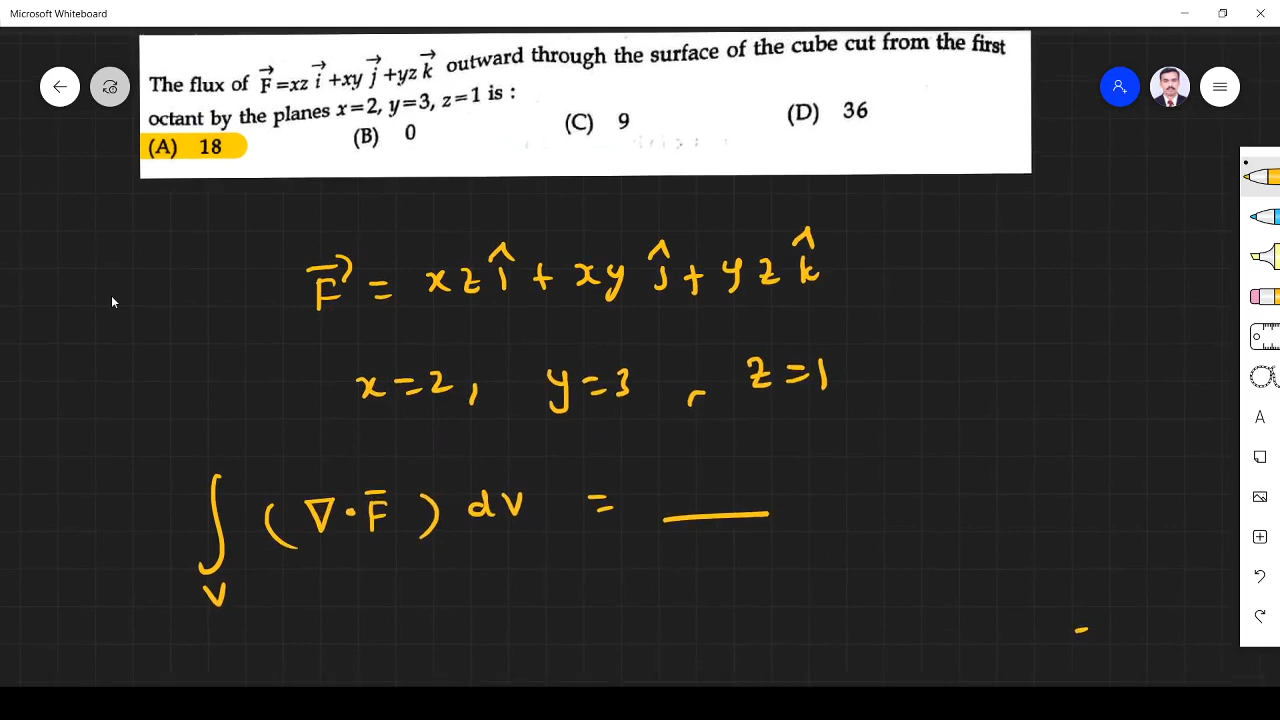 Microsoft Whiteboard
The flux of F⃗=xz i⃗ +xy j⃗ +yz k⃗ outward through the surface of the cube cut from the first
octant by the planes x=2, y=3, z=1 is :
(A) 18 (B) 0 (C) 9 (D) 36
F⃗ = xz î + xy ĵ + yz k̂
x=2, y=3, z=1
∫ (∇·F̄) dv = ___
V
A